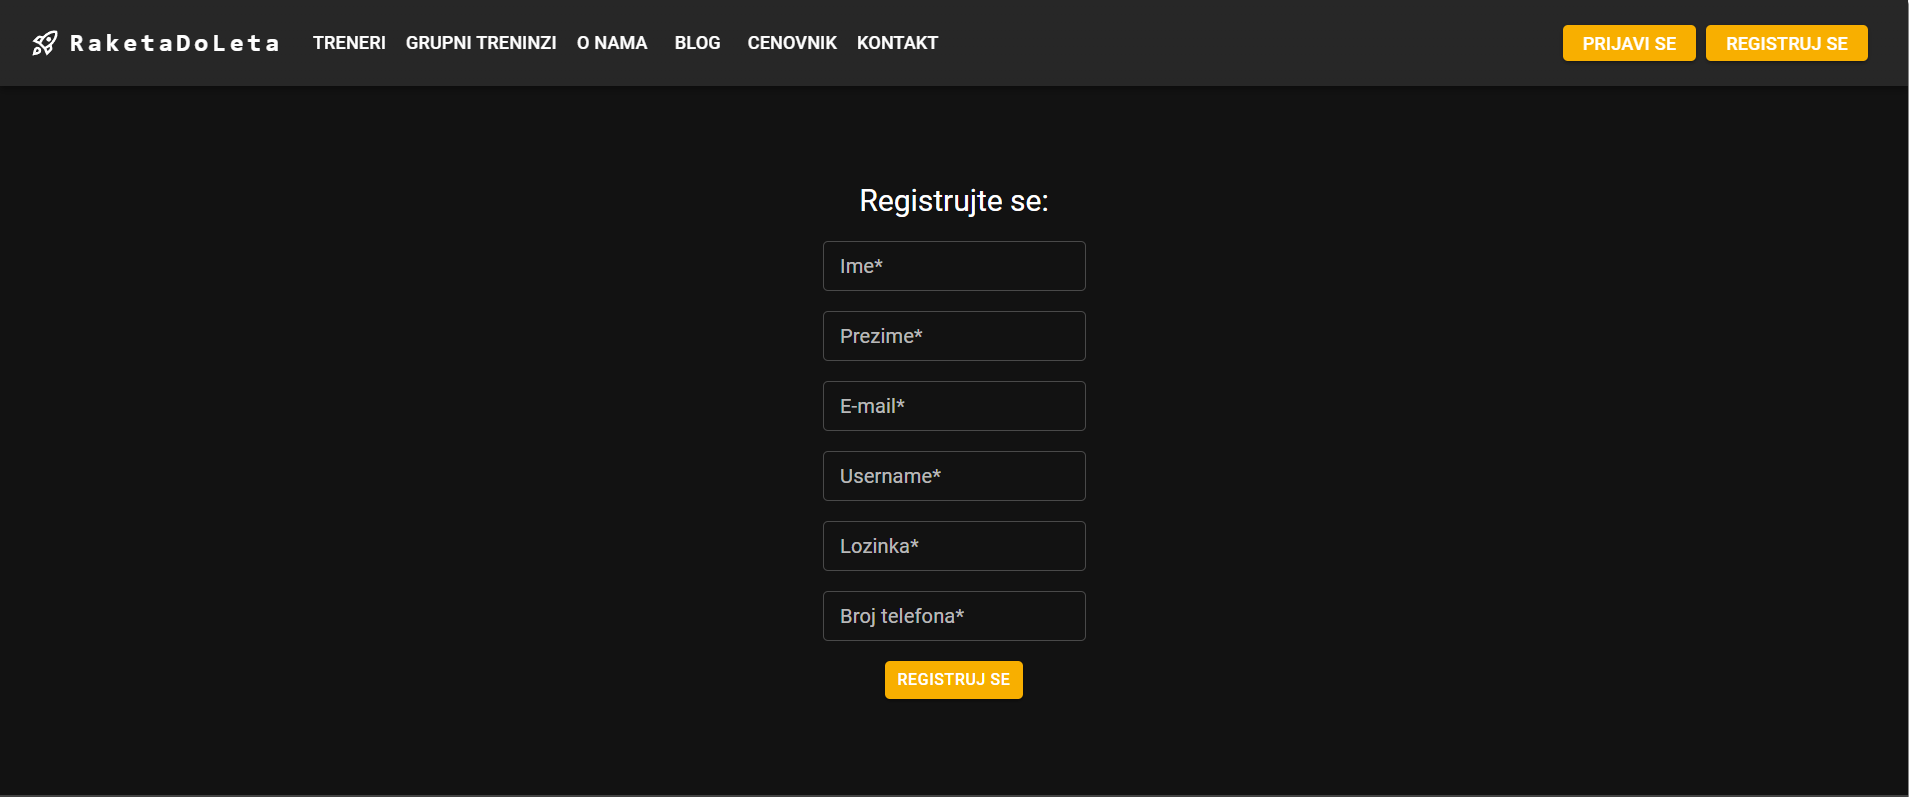 RaketaDoLeta TRENERI GRUPNI TRENINZI O NAMA BLOG CENOVNIK KONTAKT PRIJAVI SE REGISTRUJ SE
Registrujte se:
Ime*
Prezime*
E-mail*
Username*
Lozinka*
Broj telefona*
REGISTRUJ SE